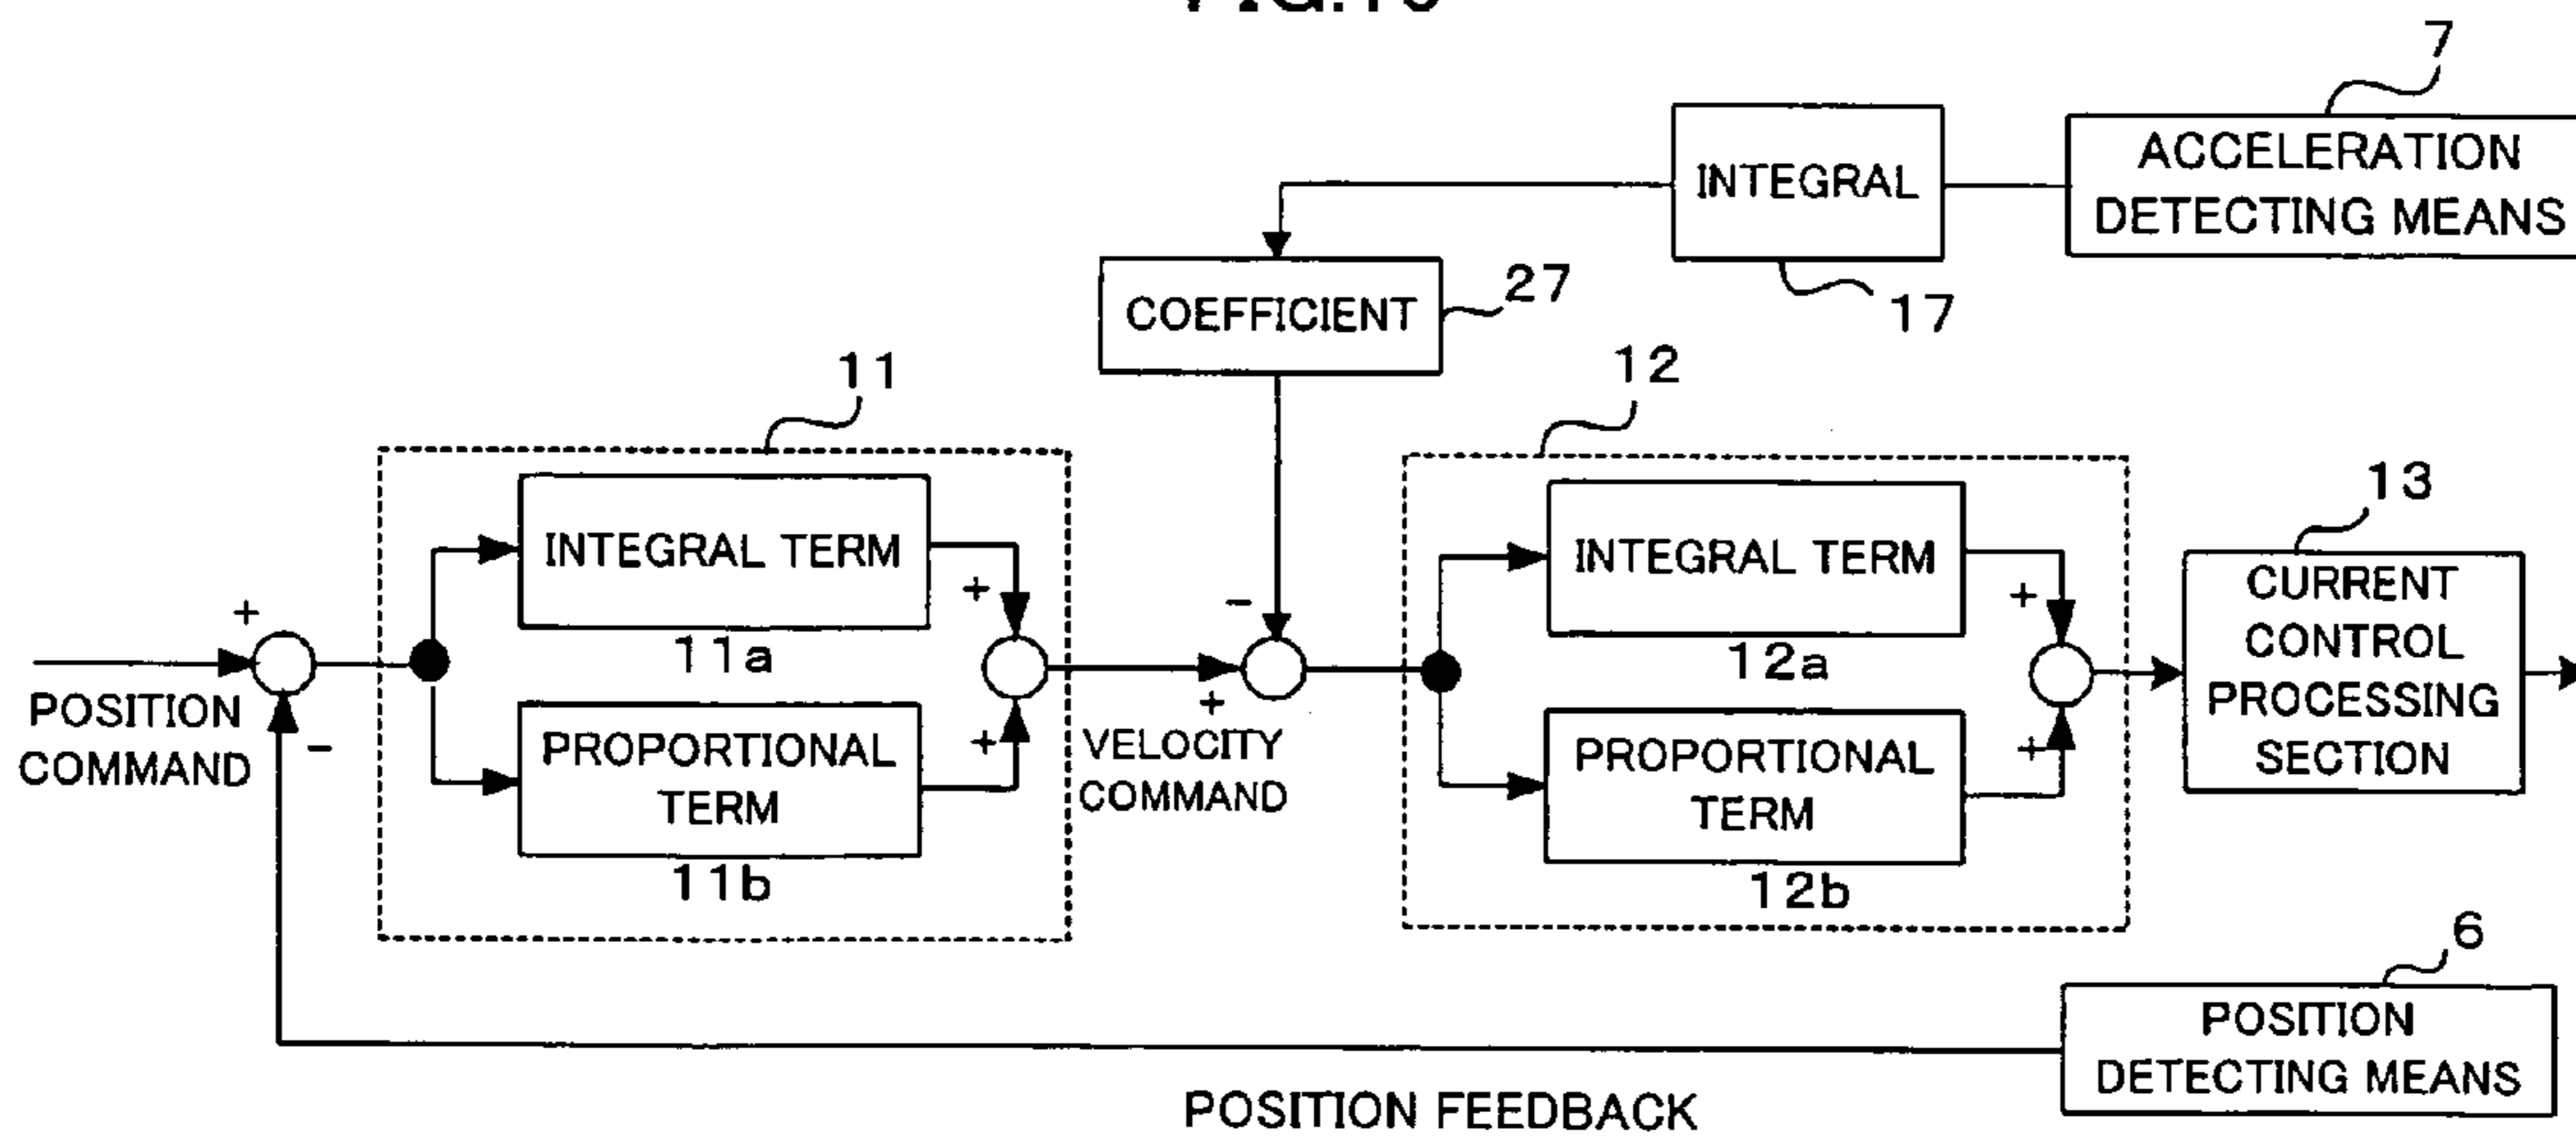 7
ACCELERATION
DETECTING MEANS
INTEGRAL
17
COEFFICIENT
27
11
12
13
INTEGRAL TERM
11a
PROPORTIONAL
TERM
11b
+
-
+
+
POSITION
COMMAND
VELOCITY
COMMAND
-
+
INTEGRAL TERM
12a
PROPORTIONAL
TERM
12b
+
+
CURRENT
CONTROL
PROCESSING
SECTION
6
POSITION
DETECTING MEANS
POSITION FEEDBACK